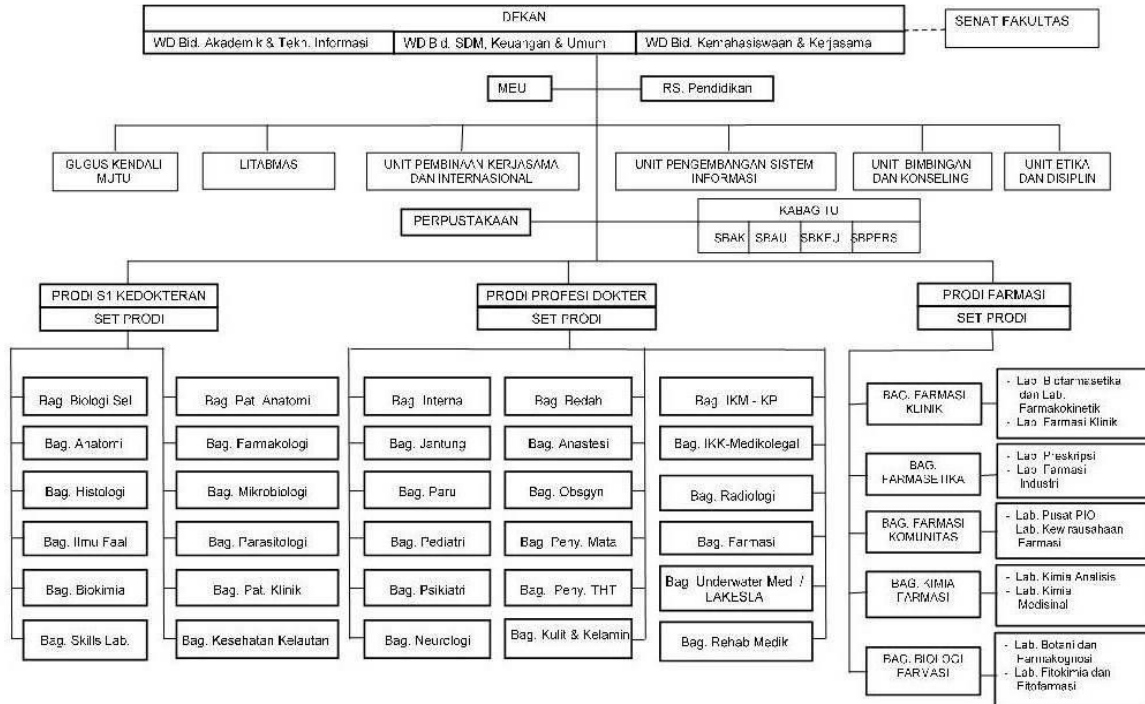 DEKAN
WD Bid. Akademik & Tekn. Informasi
WD Bid. SDM, Keuangan & Umum
WD Bid. Kemahasiswaan & Kerjasama
SENAT FAKULTAS
MEU
RS. Pendidikan
GUGUS KENDALI
MUTU
LITABMAS
UNIT PEMBINAAN KERJASAMA
DAN INTERNASIONAL
UNIT PENGEMBANGAN SISTEM
INFORMASI
UNIT BIMBINGAN
DAN KONSELING
UNIT ETIKA
DAN DISIPLIN
PERPUSTAKAAN
KABAG TU
SBAK
SBAU
SBKEU
SBPERS
PRODI S1 KEDOKTERAN
SET PRODI
PRODI PROFESI DOKTER
SET PRODI
PRODI FARMASI
SET PRODI
Bag. Biologi Sel
Bag. Anatomi
Bag. Histologi
Bag. Ilmu Faal
Bag. Biokimia
Bag. Skills Lab.
Bag. Pat. Anatomi
Bag. Farmakologi
Bag. Mikrobiologi
Bag. Parasitologi
Bag. Pat. Klinik
Bag. Kesehatan Kelautan
Bag. Interna
Bag. Jantung
Bag. Paru
Bag. Pediatri
Bag. Psikiatri
Bag. Neurologi
Bag. Bedah
Bag. Anastesi
Bag. Obsgyn
Bag. Peny. Mata
Bag. Peny. THT
Bag. Kulit & Kelamin
Bag. IKM - KP
Bag. IKK-Medikolegal
Bag. Radiologi
Bag. Farmasi
Bag. Underwater Med. /
LAKESLA
Bag. Rehab Medik
BAG. FARMASI
KLINIK
- Lab. Biofarmasetika
dan Lab.
Farmakokinetik
- Lab. Farmasi Klinik
BAG.
FARMASETIKA
- Lab. Preskripsi
- Lab. Farmasi
Industri
BAG. FARMASI
KOMUNITAS
- Lab. Pusat PIO
Lab. Kewirausahaan
Farmasi
BAG. KIMIA
FARMASI
- Lab. Kimia Analisis
- Lab. Kimia
Medisinal
BAG. BIOLOGI
FARMASI
- Lab. Botani dan
Farmakognosi
- Lab. Fitokimia dan
Fitofarmasi